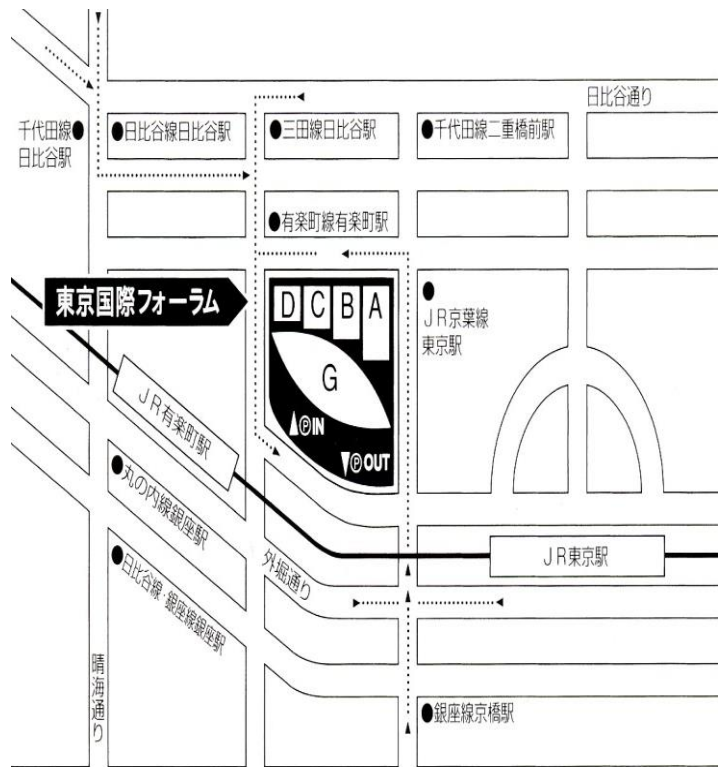 日比谷通り
千代田線●
日比谷駅
●日比谷線日比谷駅
●三田線日比谷駅
●千代田線二重橋前駅
●有楽町線有楽町駅
東京国際フォーラム
D C B A
G
ⓅIN
ⓅOUT
●
JR京葉線
東京駅
JR有楽町駅
●丸の内線銀座駅
●日比谷線・銀座線銀座駅
外堀通り
JR東京駅
晴海通り
●銀座線京橋駅